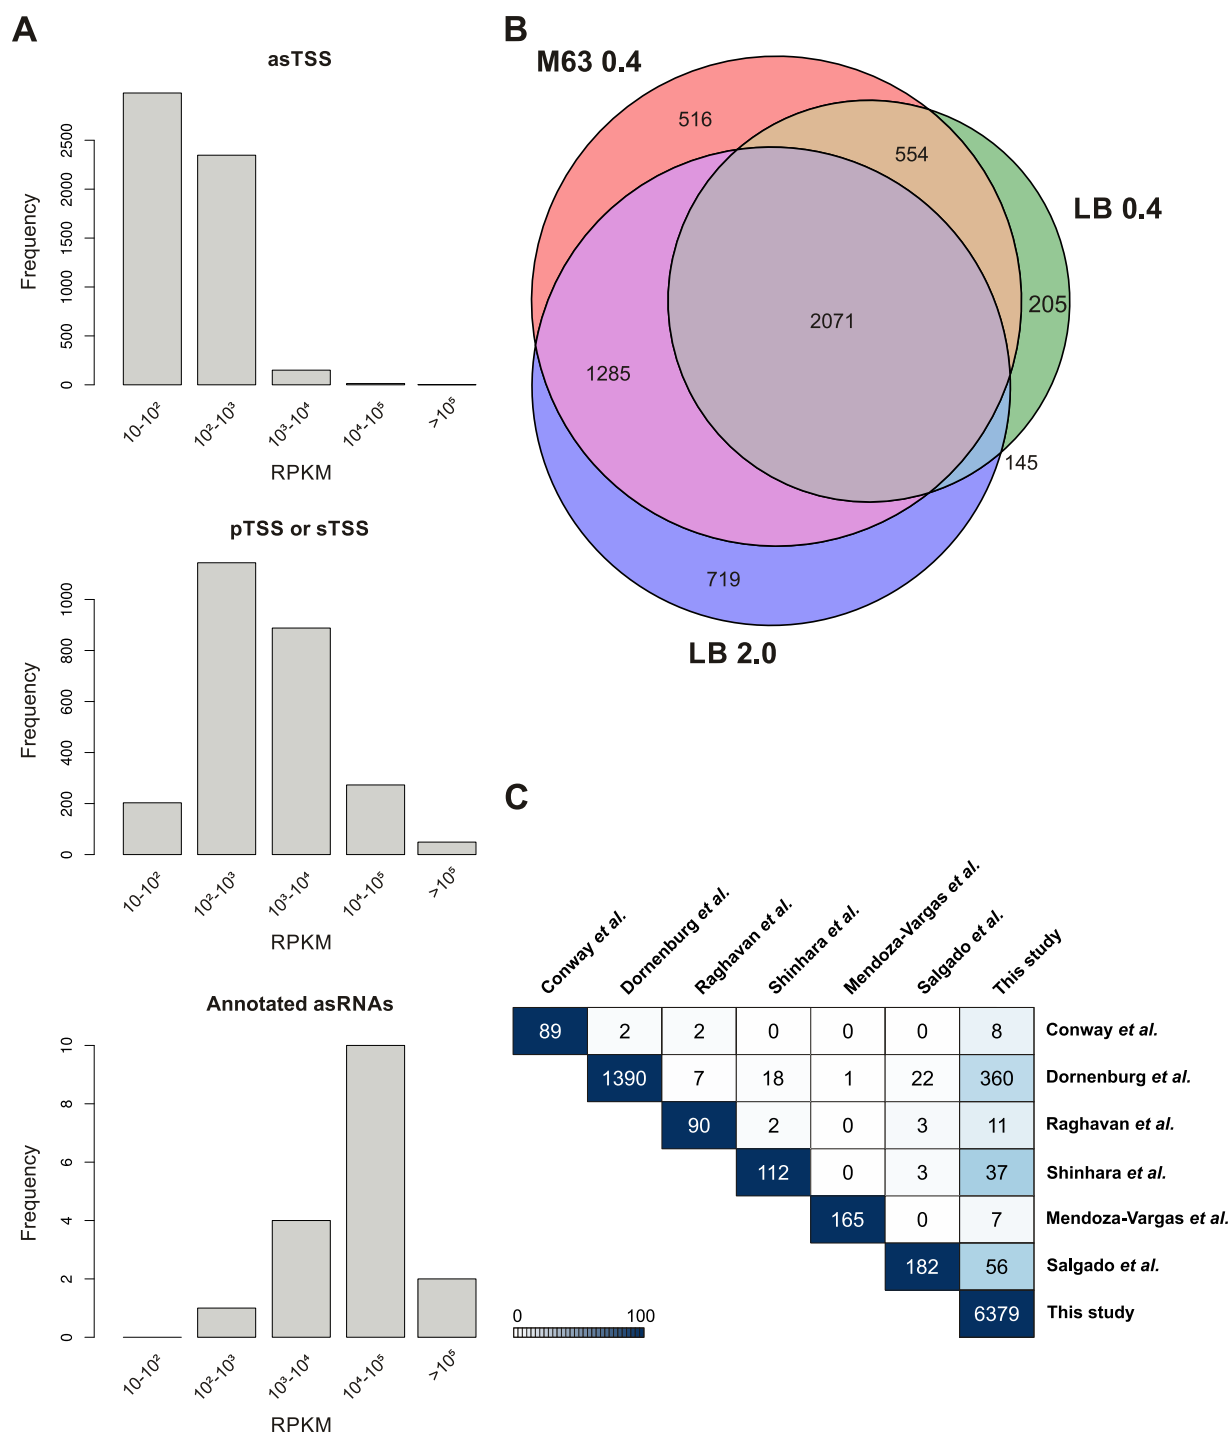 A
asTSS
Frequency
0 500 1000 1500 2000 2500
10-10² 10²-10³ 10³-10⁴ 10⁴-10⁵ >10⁵
RPKM
pTSS or sTSS
Frequency
0 200 400 600 800 1000
10-10² 10²-10³ 10³-10⁴ 10⁴-10⁵ >10⁵
RPKM
Annotated asRNAs
Frequency
0 2 4 6 8 10
10-10² 10²-10³ 10³-10⁴ 10⁴-10⁵ >10⁵
RPKM
B
M63 0.4
516
554
LB 0.4
205
2071
1285
145
719
LB 2.0
C
Conway et al. Dornenburg et al. Raghavan et al. Shinhara et al. Mendoza-Vargas et al. Salgado et al. This study
89 2 2 0 0 0 8 Conway et al.
1390 7 18 1 22 360 Dornenburg et al.
90 2 0 3 11 Raghavan et al.
112 0 3 37 Shinhara et al.
165 0 7 Mendoza-Vargas et al.
182 56 Salgado et al.
6379 This study
0 100